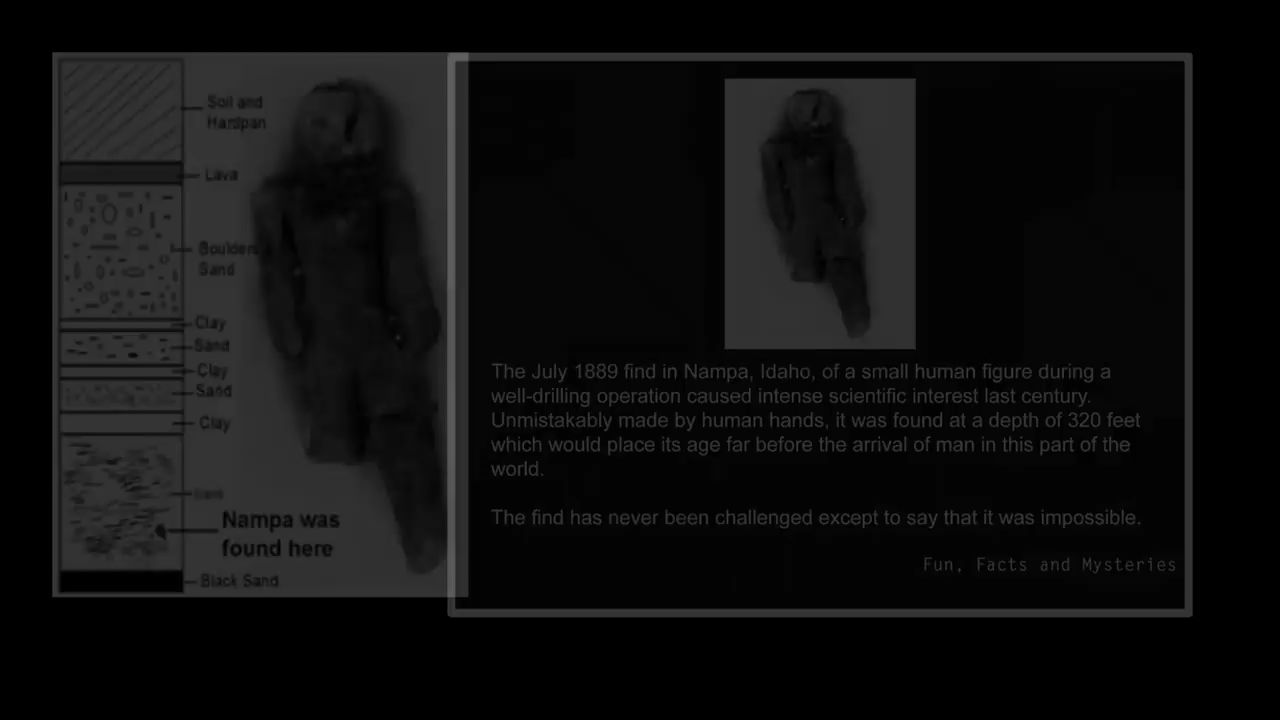 Soil and
Hardpan
Lava
Boulders
Sand
Clay
Sand
Clay
Sand
Clay
Nampa was
found here
Black Sand
The July 1889 find in Nampa, Idaho, of a small human figure during a
well-drilling operation caused intense scientific interest last century.
Unmistakably made by human hands, it was found at a depth of 320 feet
which would place its age far before the arrival of man in this part of the
world.
The find has never been challenged except to say that it was impossible.
Fun, Facts and Mysteries